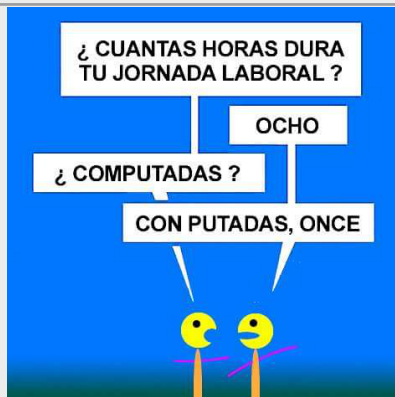 ¿ CUANTAS HORAS DURA
TU JORNADA LABORAL ?
OCHO
¿ COMPUTADAS ?
CON PUTADAS, ONCE